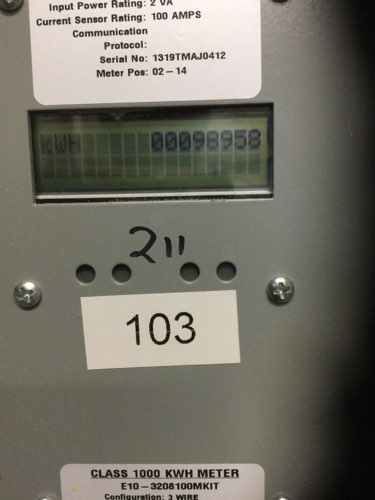 Input Power Rating: 2 VA
Current Sensor Rating: 100 AMPS
Communication
Protocol:
Serial No: 1319TMAJ0412
Meter Pos: 02-14
KWH 00098958
211
103
CLASS 1000 KWH METER
E10-3208100MKIT
Configuration: 3 WIRE